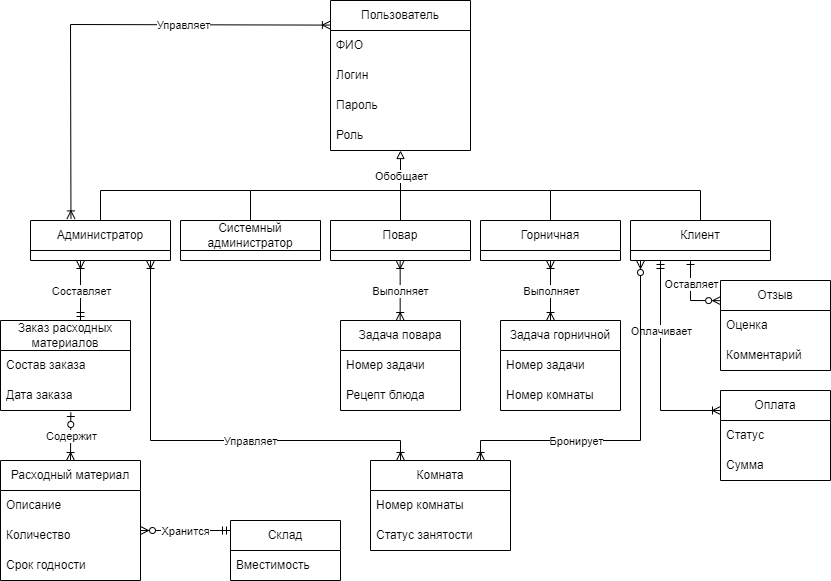 Пользователь
Управляет
ФИО
Логин
Пароль
Роль
Обобщает
Администратор
Системный
администратор
Повар
Горничная
Клиент
Составляет
Выполняет
Выполняет
Оставляет
Отзыв
Оценка
Комментарий
Заказ расходных
материалов
Состав заказа
Дата заказа
Задача повара
Номер задачи
Рецепт блюда
Задача горничной
Номер задачи
Номер комнаты
Оплачивает
Оплата
Статус
Сумма
Содержит
Управляет
Бронирует
Расходный материал
Описание
Количество
Срок годности
Хранится
Склад
Вместимость
Комната
Номер комнаты
Статус занятости